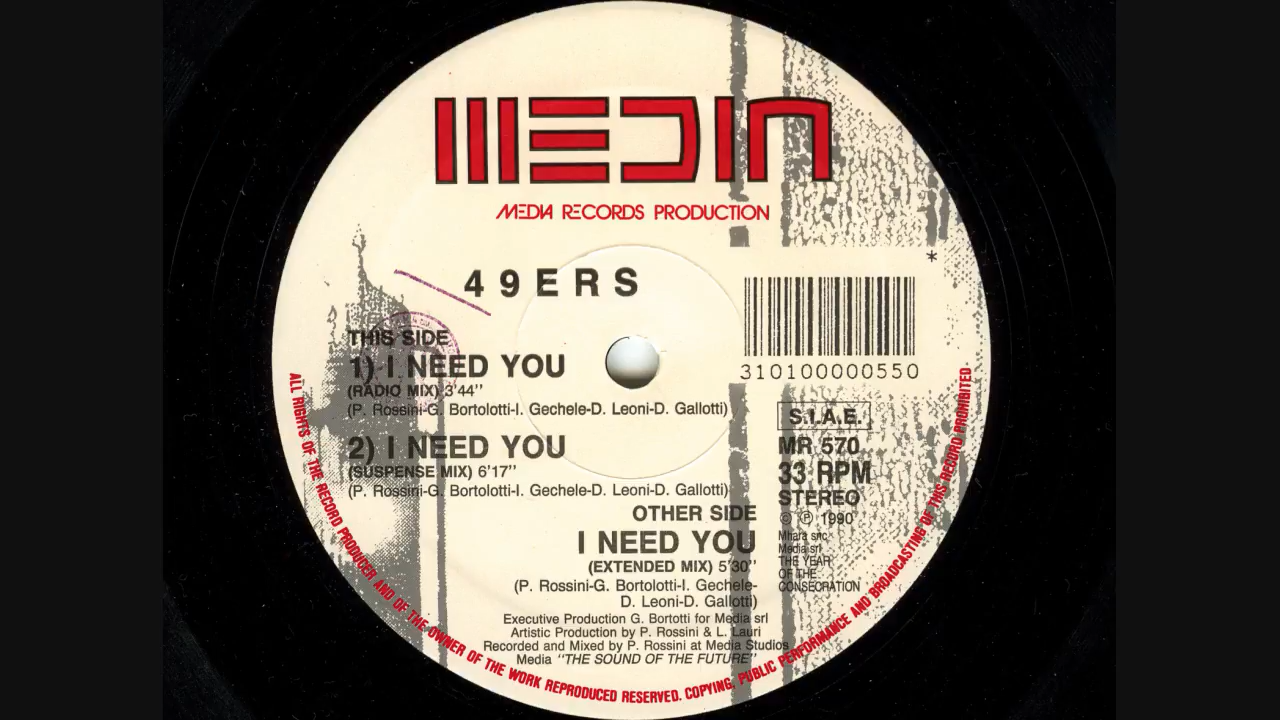 MEDIA
MEDIA RECORDS PRODUCTION
*
49ERS
310100000550
THIS SIDE
1) I NEED YOU
(RADIO MIX) 3'44"
(P. Rossini-G. Bortolotti-I. Gechele-D. Leoni-D. Gallotti)
2) I NEED YOU
(SUSPENSE MIX) 6'17"
(P. Rossini-G. Bortolotti-I. Gechele-D. Leoni-D. Gallotti)
S.I.A.E.
MR 570
33 RPM
STEREO
© ℗ 1990
Mhara snc
Media srl
THE YEAR
OF THE
CONSECRATION
OTHER SIDE
I NEED YOU
(EXTENDED MIX) 5'30"
(P. Rossini-G. Bortolotti-I. Gechele-
D. Leoni-D. Gallotti)
Executive Production G. Bortotti for Media srl
Artistic Production by P. Rossini & L. Lauri
Recorded and Mixed by P. Rossini at Media Studios
Media "THE SOUND OF THE FUTURE"
ALL RIGHTS OF THE RECORD PRODUCER AND OF THE OWNER OF THE WORK REPRODUCED RESERVED. COPYING, PUBLIC PERFORMANCE AND BROADCASTING OF THIS RECORD PROHIBITED